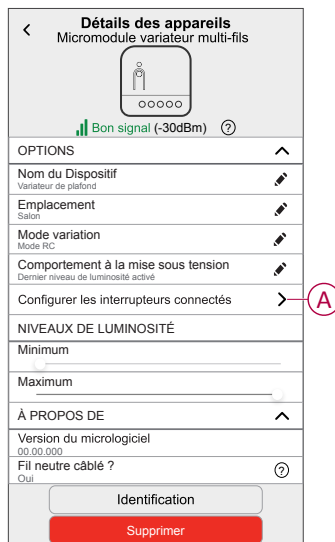 Détails des appareils
Micromodule variateur multi-fils
Bon signal (-30dBm) ?
OPTIONS
Nom du Dispositif
Variateur de plafond
Emplacement
Salon
Mode variation
Mode RC
Comportement à la mise sous tension
Dernier niveau de luminosité activé
Configurer les interrupteurs connectés
A
NIVEAUX DE LUMINOSITÉ
Minimum
Maximum
À PROPOS DE
Version du micrologiciel
00.00.000
Fil neutre câblé ?
Oui
?
Identification
Supprimer